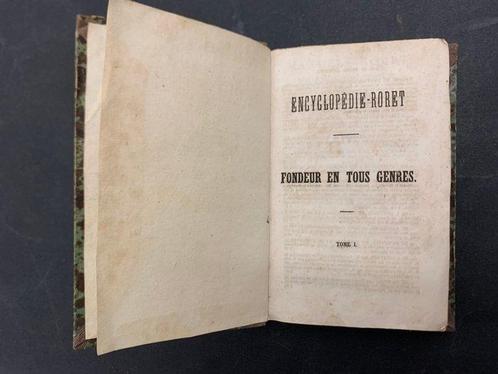 ENCYCLOPÉDIE-RORET
FONDEUR EN TOUS GENRES.
TOME I.